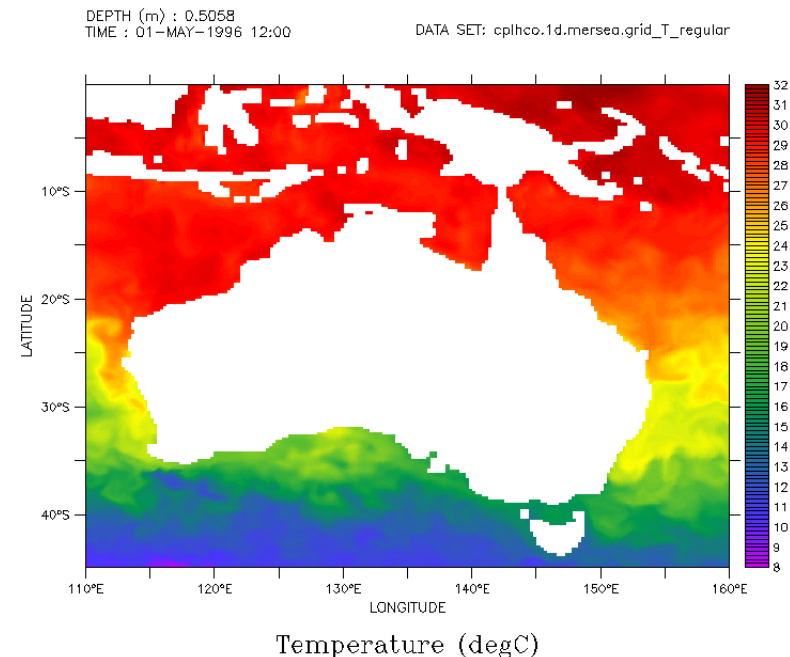 DEPTH (m) : 0.5058
TIME : 01-MAY-1996 12:00
DATA SET: cplhco.1d.mersea.grid_T_regular
10°S
20°S
30°S
40°S
LATITUDE
110°E
120°E
130°E
140°E
150°E
160°E
LONGITUDE
32
31
30
29
28
27
26
25
24
23
22
21
20
19
18
17
16
15
14
13
12
11
10
9
8
Temperature (degC)